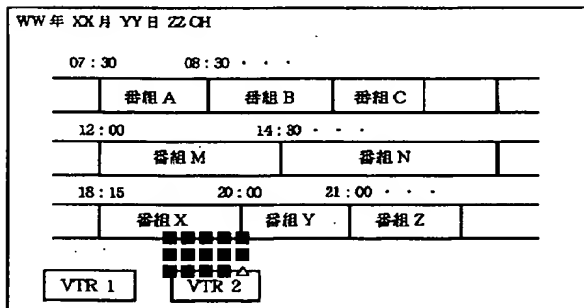 WW年 XX月 YY日 ZZ CH
07:30 08:30・・・
番組A 番組B 番組C
12:00 14:30・・・
番組M 番組N
18:15 20:00 21:00・・・
番組X 番組Y 番組Z
VTR 1 VTR 2